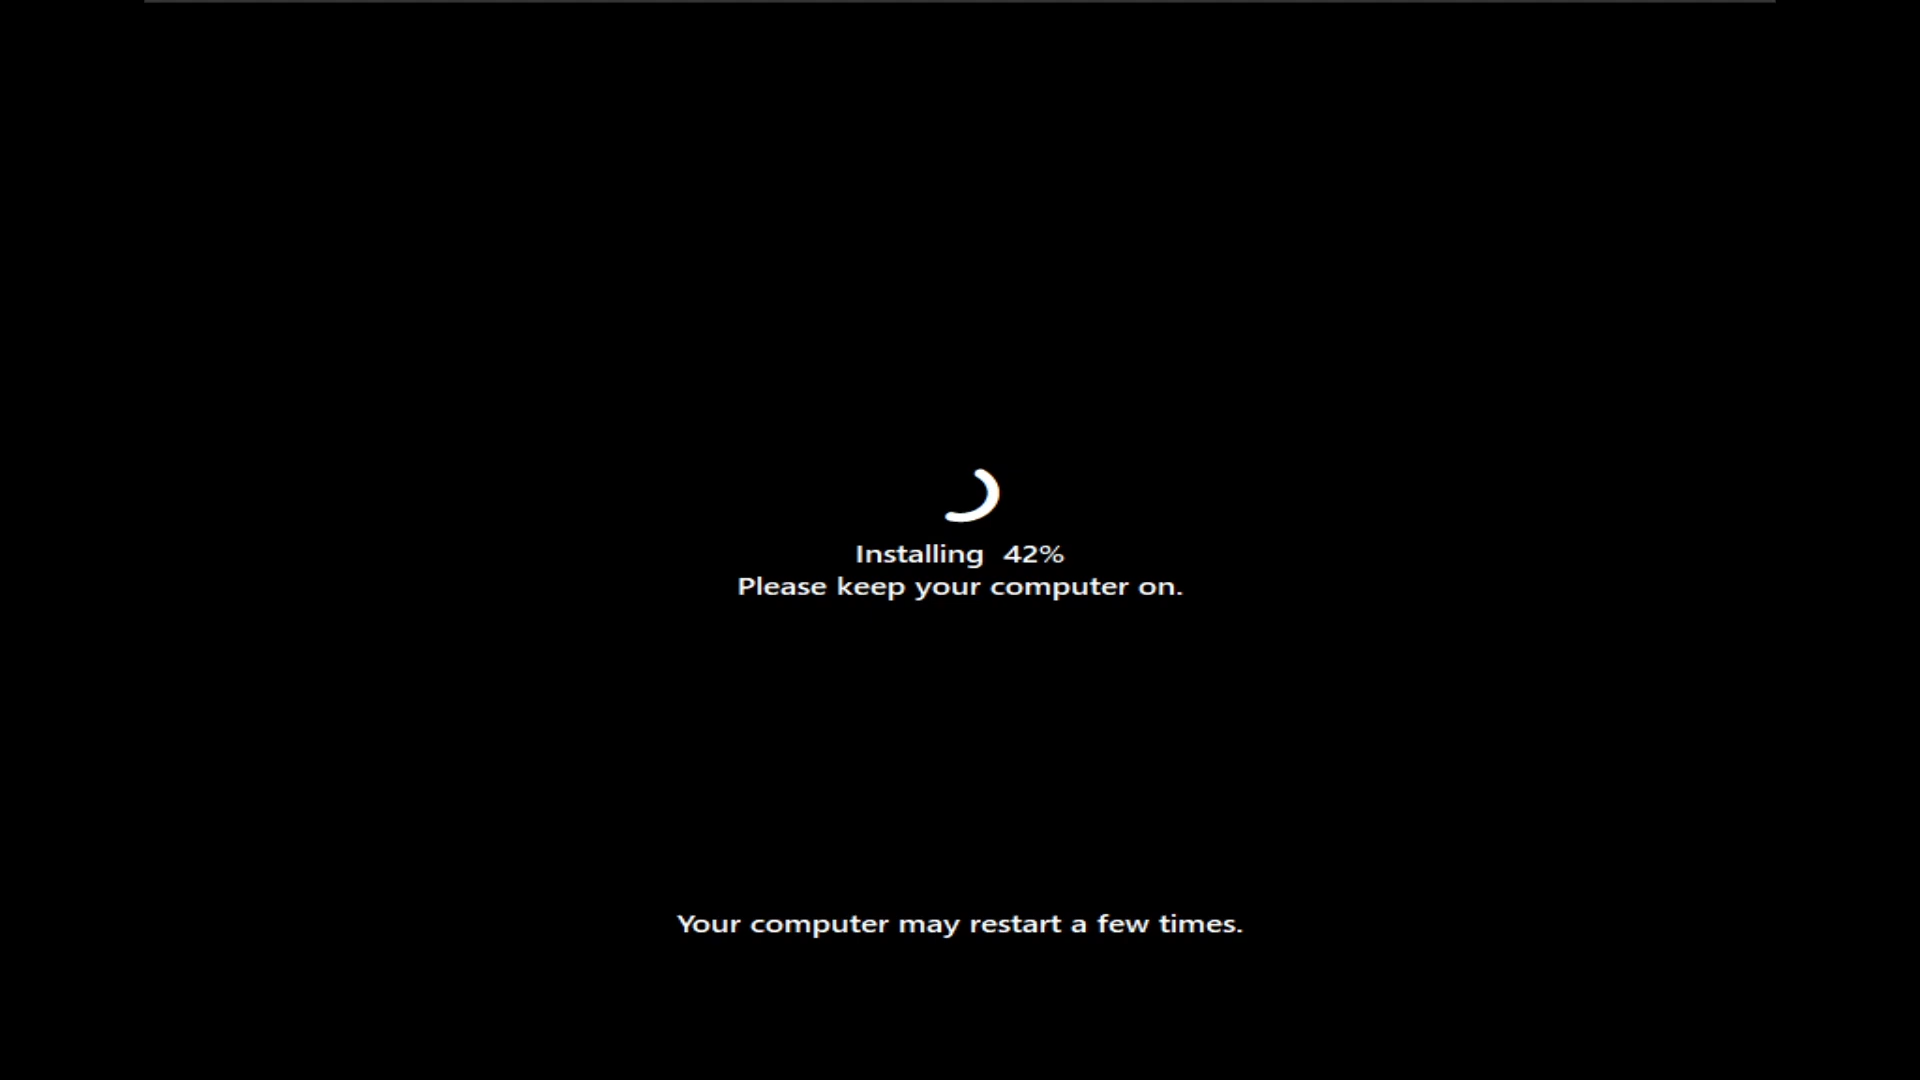 Installing 42%
Please keep your computer on.
Your computer may restart a few times.